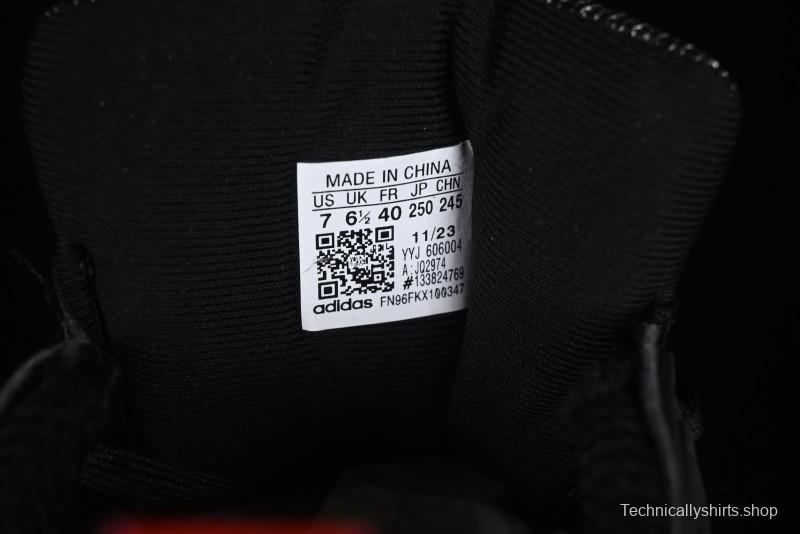 MADE IN CHINA
US UK FR JP CHN
7 6½ 40 250 245
11/23
YYJ 606004
A:JQ2974
#133824769
adidas FN96FKX100347
Technicallyshirts.shop